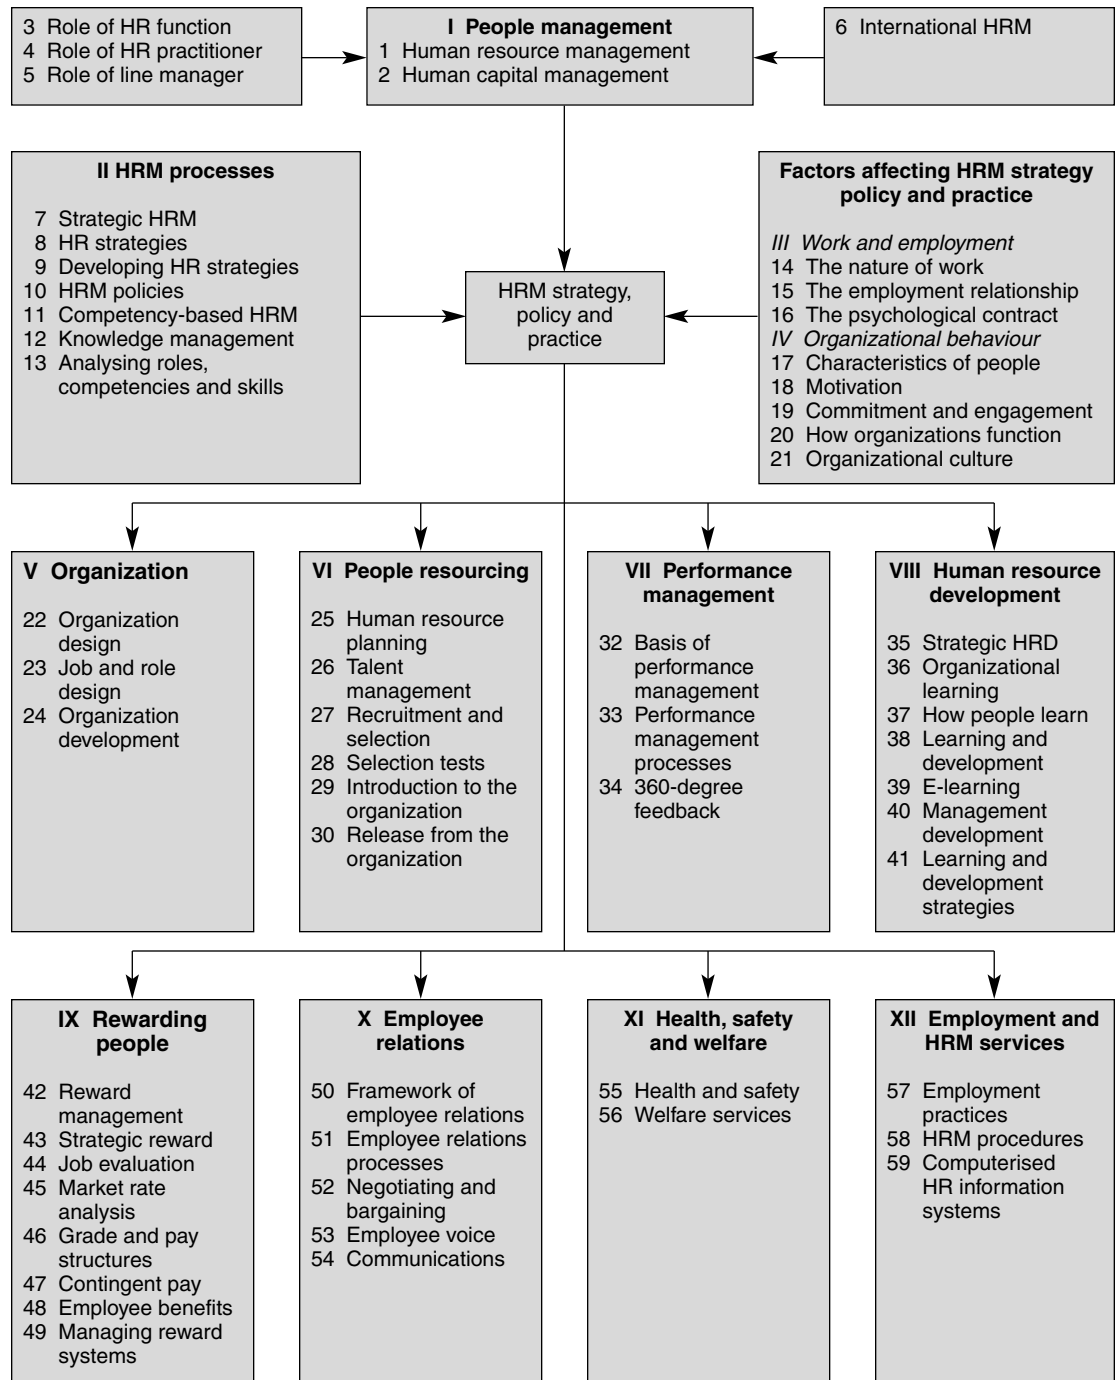 3 Role of HR function
4 Role of HR practitioner
5 Role of line manager
I People management
1 Human resource management
2 Human capital management
6 International HRM
II HRM processes
7 Strategic HRM
8 HR strategies
9 Developing HR strategies
10 HRM policies
11 Competency-based HRM
12 Knowledge management
13 Analysing roles,
competencies and skills
HRM strategy,
policy and
practice
Factors affecting HRM strategy
policy and practice
III Work and employment
14 The nature of work
15 The employment relationship
16 The psychological contract
IV Organizational behaviour
17 Characteristics of people
18 Motivation
19 Commitment and engagement
20 How organizations function
21 Organizational culture
V Organization
22 Organization
design
23 Job and role
design
24 Organization
development
VI People resourcing
25 Human resource
planning
26 Talent
management
27 Recruitment and
selection
28 Selection tests
29 Introduction to the
organization
30 Release from the
organization
VII Performance
management
32 Basis of
performance
management
33 Performance
management
processes
34 360-degree
feedback
VIII Human resource
development
35 Strategic HRD
36 Organizational
learning
37 How people learn
38 Learning and
development
39 E-learning
40 Management
development
41 Learning and
development
strategies
IX Rewarding
people
42 Reward
management
43 Strategic reward
44 Job evaluation
45 Market rate
analysis
46 Grade and pay
structures
47 Contingent pay
48 Employee benefits
49 Managing reward
systems
X Employee
relations
50 Framework of
employee relations
51 Employee relations
processes
52 Negotiating and
bargaining
53 Employee voice
54 Communications
XI Health, safety
and welfare
55 Health and safety
56 Welfare services
XII Employment and
HRM services
57 Employment
practices
58 HRM procedures
59 Computerised
HR information
systems